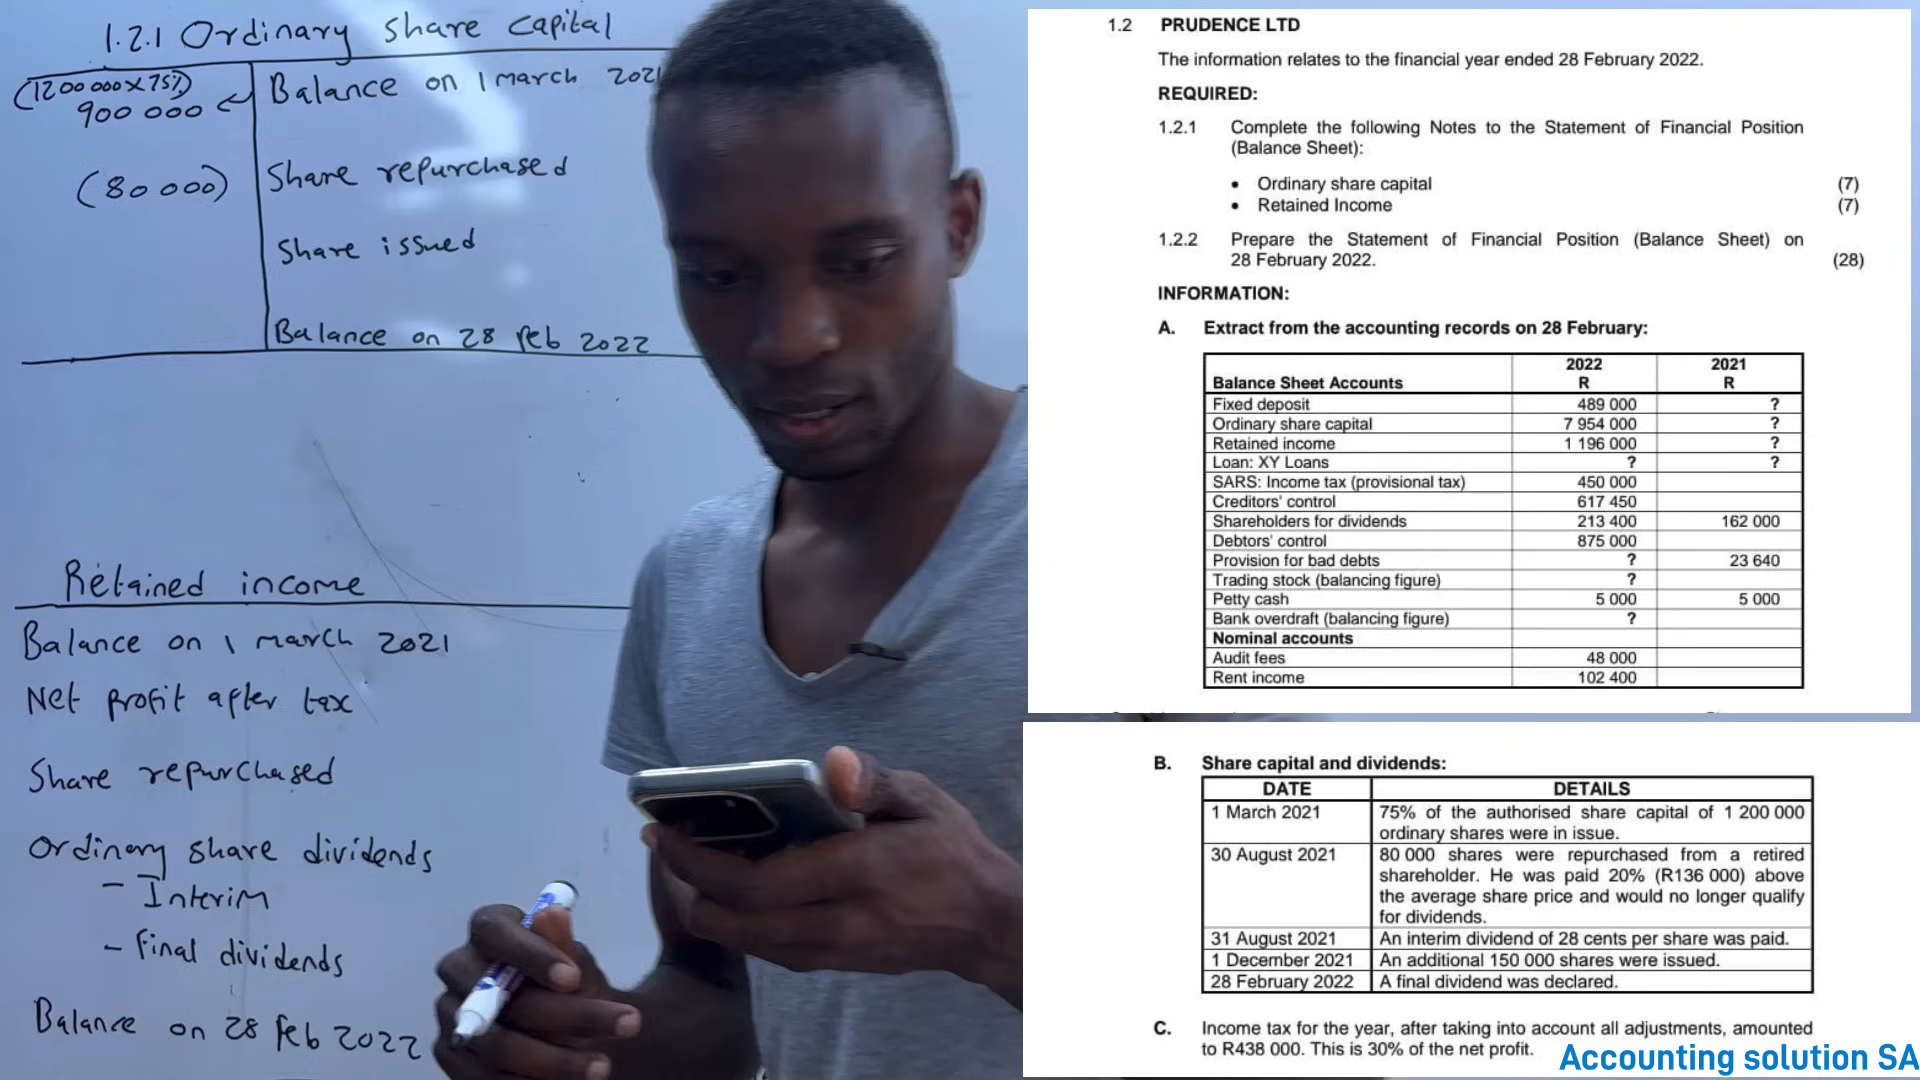 1.2.1 Ordinary share capital
(1200 000 x 75%)
900 000
Balance on 1 march 2021
(80 000)
Share repurchased
Share issued
Balance on 28 feb 2022
Retained income
Balance on 1 march 2021
Net profit after tax
Share repurchased
Ordinary share dividends
- Interim
- final dividends
Balance on 28 feb 2022
1.2 PRUDENCE LTD
The information relates to the financial year ended 28 February 2022.
REQUIRED:
1.2.1 Complete the following Notes to the Statement of Financial Position
(Balance Sheet):
• Ordinary share capital (7)
• Retained Income (7)
1.2.2 Prepare the Statement of Financial Position (Balance Sheet) on
28 February 2022. (28)
INFORMATION:
A. Extract from the accounting records on 28 February:
Balance Sheet Accounts 2022 R 2021 R
Fixed deposit 489 000 ?
Ordinary share capital 7 954 000 ?
Retained income 1 196 000 ?
Loan: XY Loans ? ?
SARS: Income tax (provisional tax) 450 000
Creditors' control 617 450
Shareholders for dividends 213 400 162 000
Debtors' control 875 000
Provision for bad debts ? 23 640
Trading stock (balancing figure) ?
Petty cash 5 000 5 000
Bank overdraft (balancing figure) ?
Nominal accounts
Audit fees 48 000
Rent income 102 400
B. Share capital and dividends:
DATE DETAILS
1 March 2021 75% of the authorised share capital of 1 200 000
ordinary shares were in issue.
30 August 2021 80 000 shares were repurchased from a retired
shareholder. He was paid 20% (R136 000) above
the average share price and would no longer qualify
for dividends.
31 August 2021 An interim dividend of 28 cents per share was paid.
1 December 2021 An additional 150 000 shares were issued.
28 February 2022 A final dividend was declared.
C. Income tax for the year, after taking into account all adjustments, amounted
to R438 000. This is 30% of the net profit.
Accounting solution SA